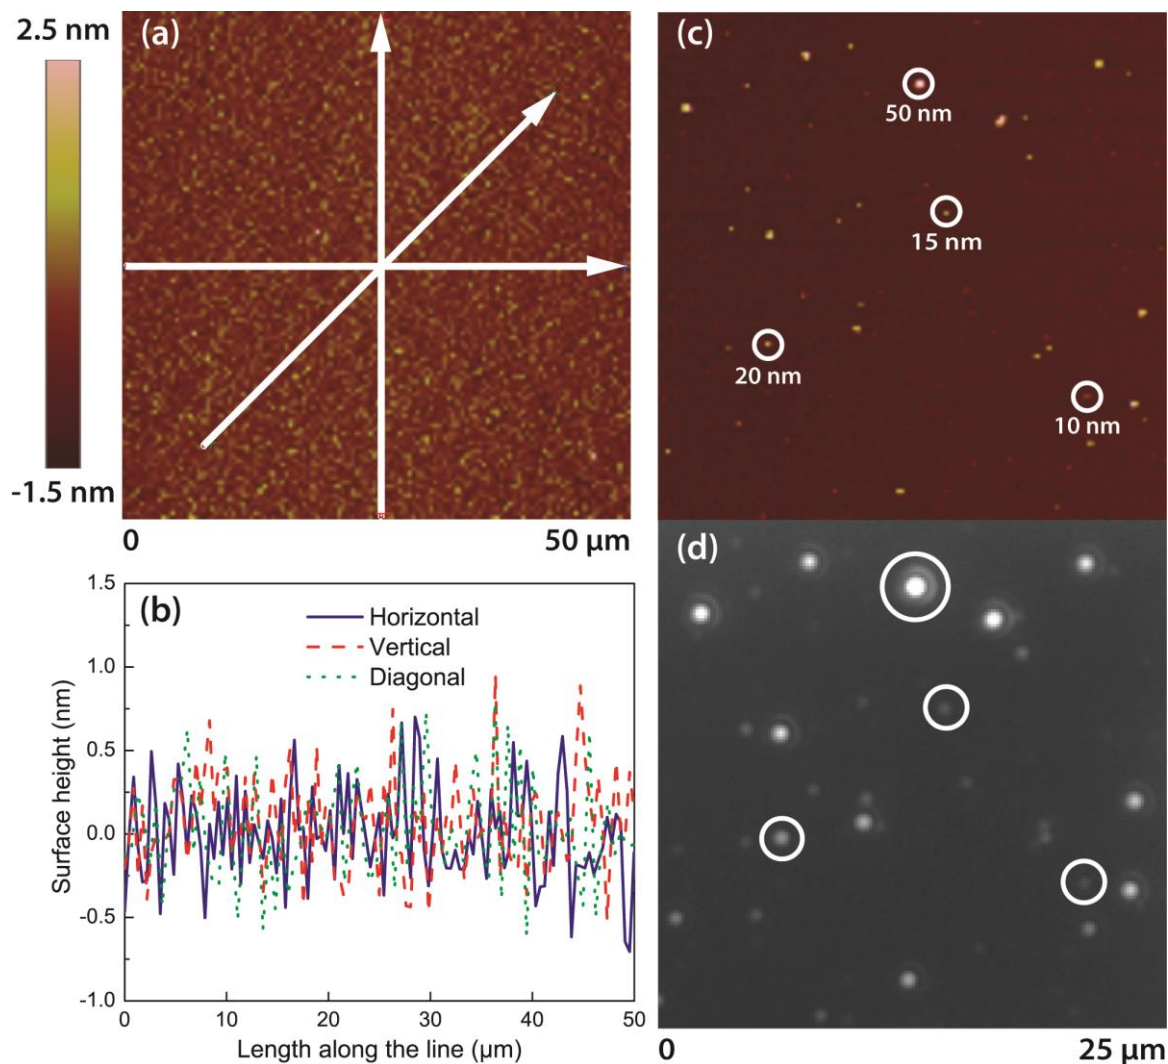 2.5 nm
-1.5 nm
(a)
0 50 µm
(b)
1.5
1.0
0.5
0.0
-0.5
-1.0
Surface height (nm)
Horizontal
Vertical
Diagonal
0 10 20 30 40 50
Length along the line (µm)
(c)
50 nm
15 nm
20 nm
10 nm
(d)
0 25 µm